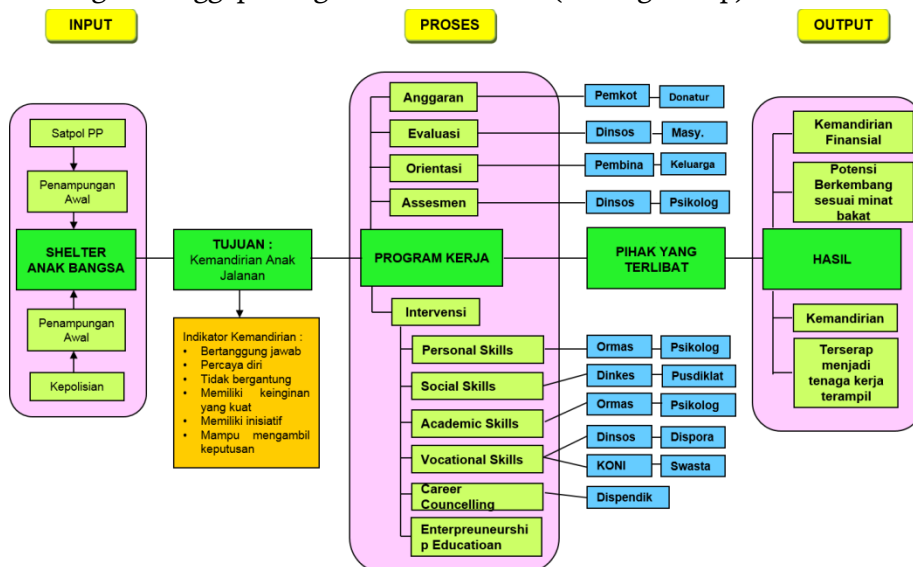 INPUT
PROSES
OUTPUT
Satpol PP
Penampungan
Awal
SHELTER
ANAK BANGSA
Penampungan
Awal
Kepolisian
TUJUAN :
Kemandirian Anak
Jalanan
Indikator Kemandirian :
• Bertanggung jawab
• Percaya diri
• Tidak bergantung
• Memiliki keinginan
yang kuat
• Memiliki inisiatif
• Mampu mengambil
keputusan
Anggaran
Evaluasi
Orientasi
Assesmen
PROGRAM KERJA
Intervensi
Personal Skills
Social Skills
Academic Skills
Vocational Skills
Career
Councelling
Enterpreuneurshi
p Educatioan
Pemkot
Donatur
Dinsos
Masy.
Pembina
Keluarga
Dinsos
Psikolog
PIHAK YANG
TERLIBAT
Ormas
Psikolog
Dinkes
Pusdiklat
Ormas
Psikolog
Dinsos
Dispora
KONI
Swasta
Dispendik
Kemandirian
Finansial
Potensi
Berkembang
sesuai minat
bakat
HASIL
Kemandirian
Terserap
menjadi
tenaga kerja
terampil